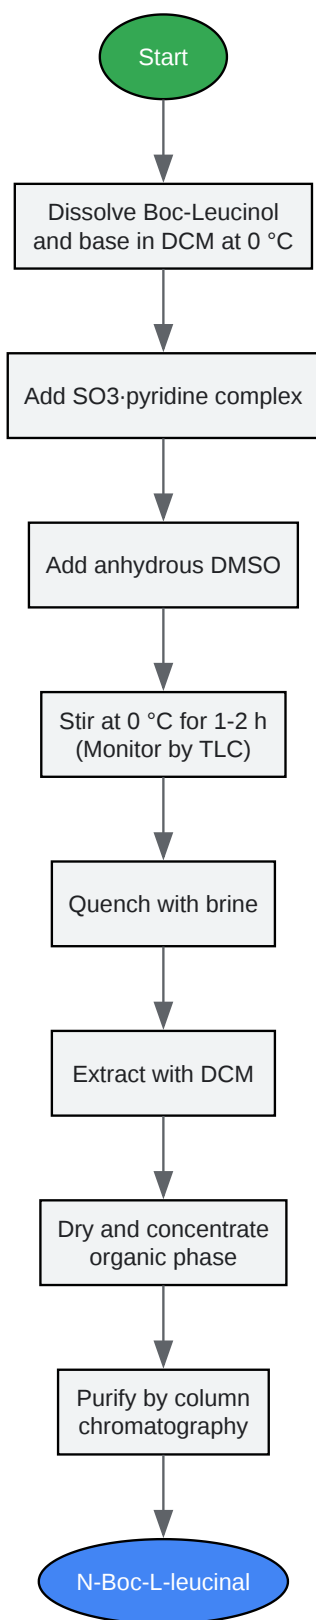 Start
Dissolve Boc-Leucinol
and base in DCM at 0 °C
Add SO3·pyridine complex
Add anhydrous DMSO
Stir at 0 °C for 1-2 h
(Monitor by TLC)
Quench with brine
Extract with DCM
Dry and concentrate
organic phase
Purify by column
chromatography
N-Boc-L-leucinal